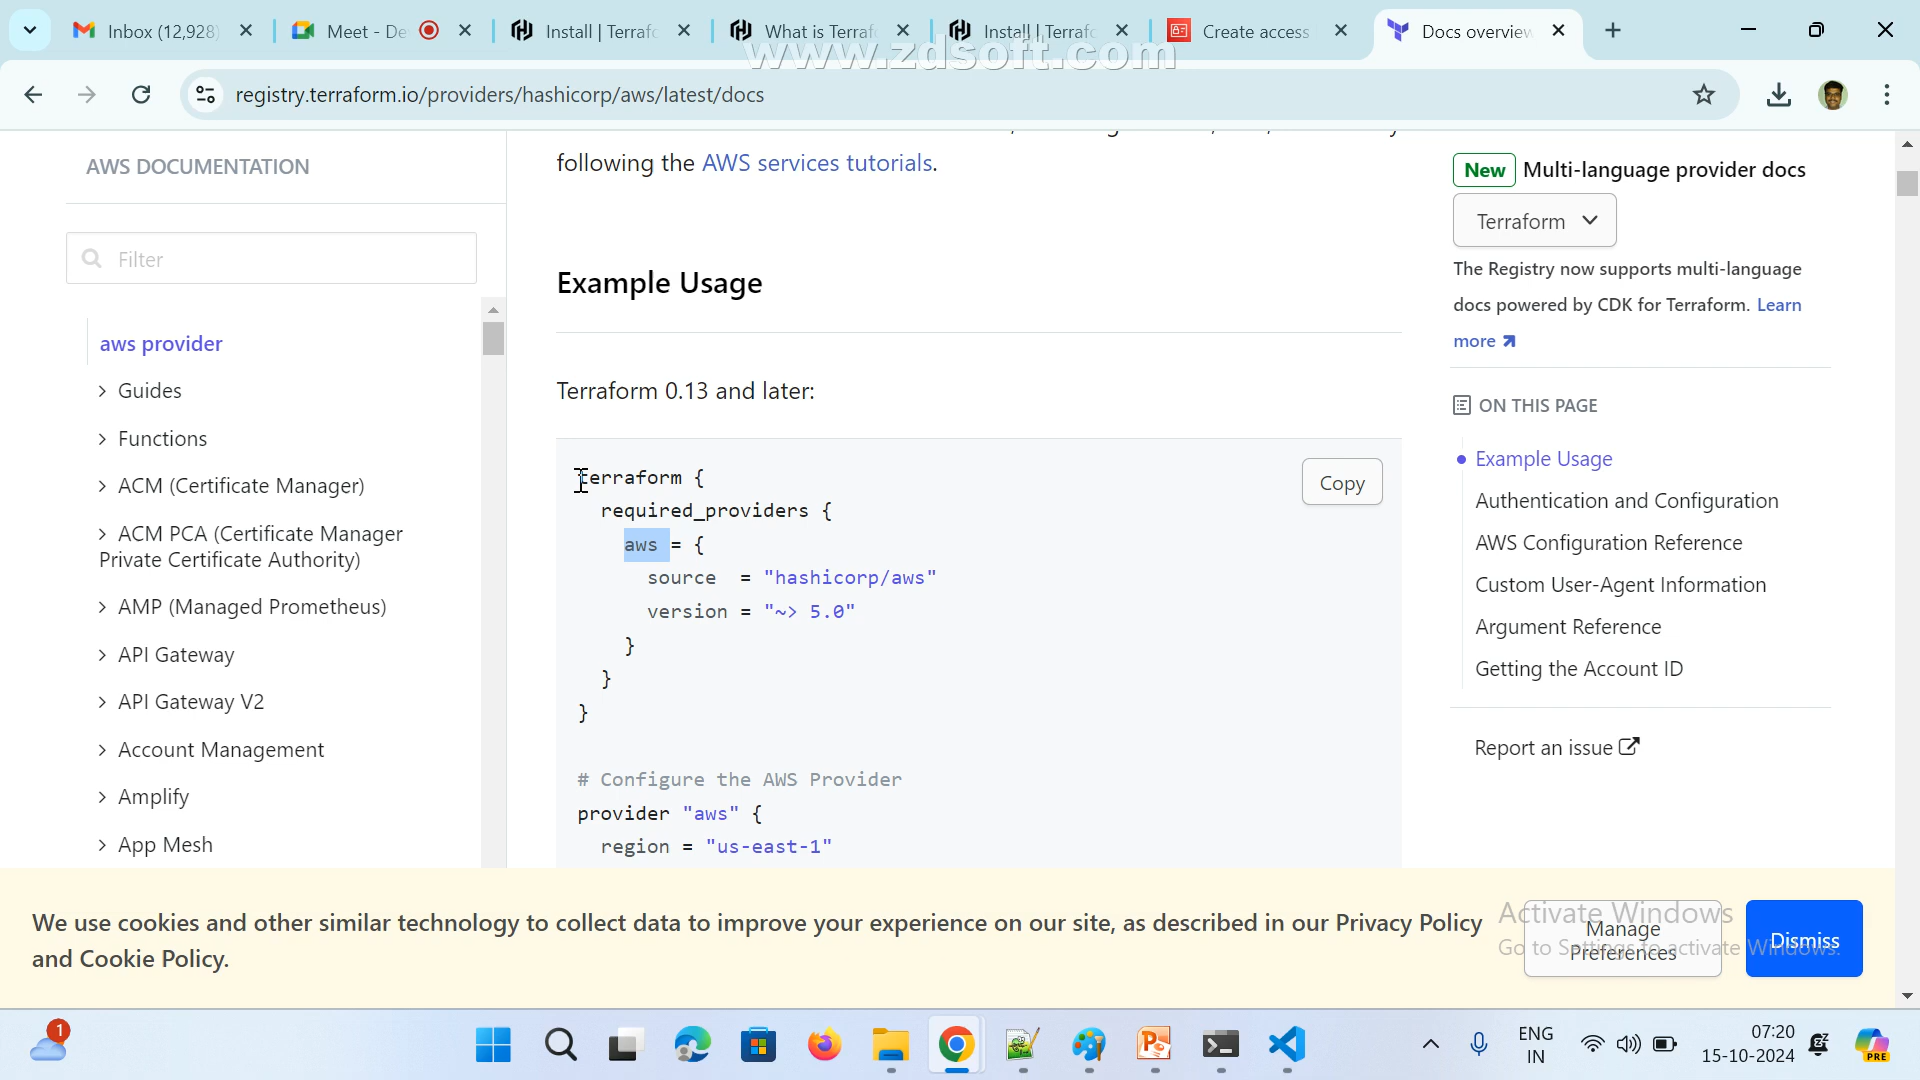 Inbox (12,928)
Meet - De
Install | Terrafo
What is Terraf
Install | Terrafo
Create access
Docs overview
www.zdsoft.com
registry.terraform.io/providers/hashicorp/aws/latest/docs
AWS DOCUMENTATION
Filter
aws provider
Guides
Functions
ACM (Certificate Manager)
ACM PCA (Certificate Manager
Private Certificate Authority)
AMP (Managed Prometheus)
API Gateway
API Gateway V2
Account Management
Amplify
App Mesh
following the AWS services tutorials.
Example Usage
Terraform 0.13 and later:
Copy
terraform {
required_providers {
aws = {
source = "hashicorp/aws"
version = "~> 5.0"
}
}
}
# Configure the AWS Provider
provider "aws" {
region = "us-east-1"
New Multi-language provider docs
Terraform
The Registry now supports multi-language
docs powered by CDK for Terraform. Learn
more
ON THIS PAGE
Example Usage
Authentication and Configuration
AWS Configuration Reference
Custom User-Agent Information
Argument Reference
Getting the Account ID
Report an issue
We use cookies and other similar technology to collect data to improve your experience on our site, as described in our Privacy Policy
and Cookie Policy.
Manage
Preferences
Dismiss
Activate Windows
Go to Settings to activate Windows.
1
ENG
IN
07:20
15-10-2024
PRE